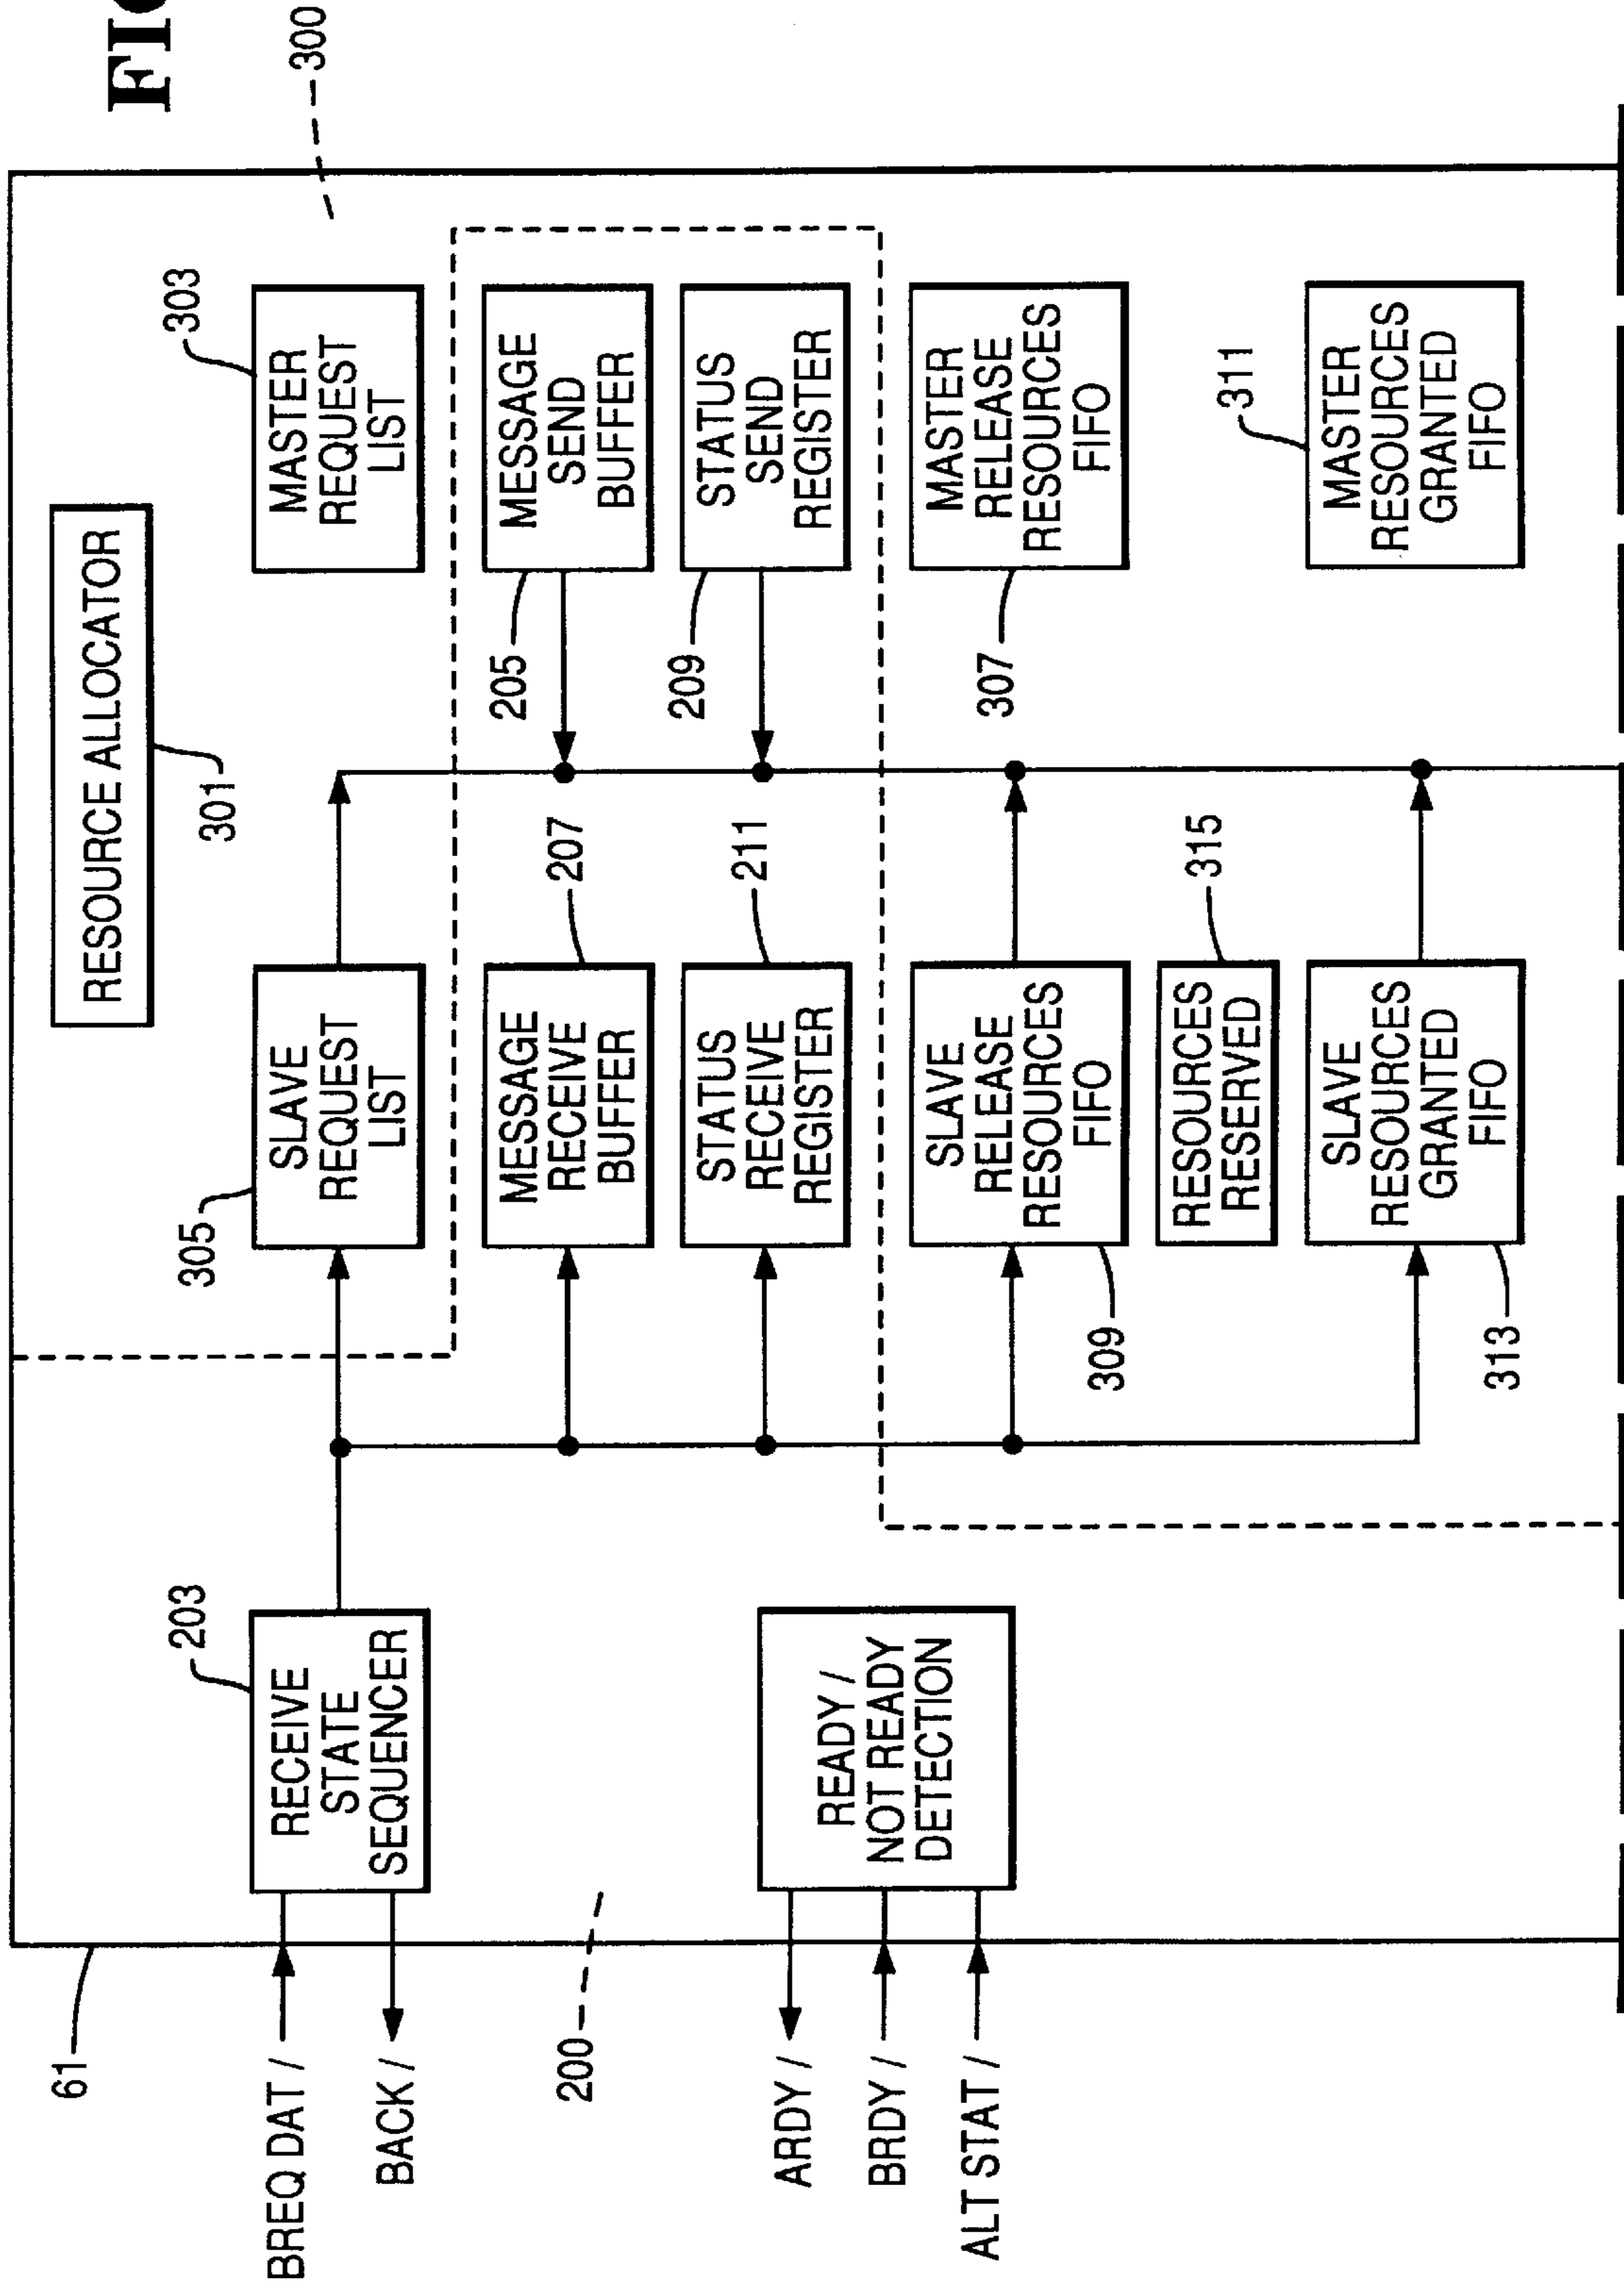 FIG
61
RESOURCE ALLOCATOR
301
300
BREQ DAT /
BACK /
203
RECEIVE
STATE
SEQUENCER
305
SLAVE
REQUEST
LIST
303
MASTER
REQUEST
LIST
200
MESSAGE
RECEIVE
BUFFER
207
205
MESSAGE
SEND
BUFFER
ARDY /
BRDY /
ALT STAT /
READY /
NOT READY
DETECTION
STATUS
RECEIVE
REGISTER
211
209
STATUS
SEND
REGISTER
309
SLAVE
RELEASE
RESOURCES
FIFO
307
MASTER
RELEASE
RESOURCES
FIFO
RESOURCES
RESERVED
315
313
SLAVE
RESOURCES
GRANTED
FIFO
311
MASTER
RESOURCES
GRANTED
FIFO